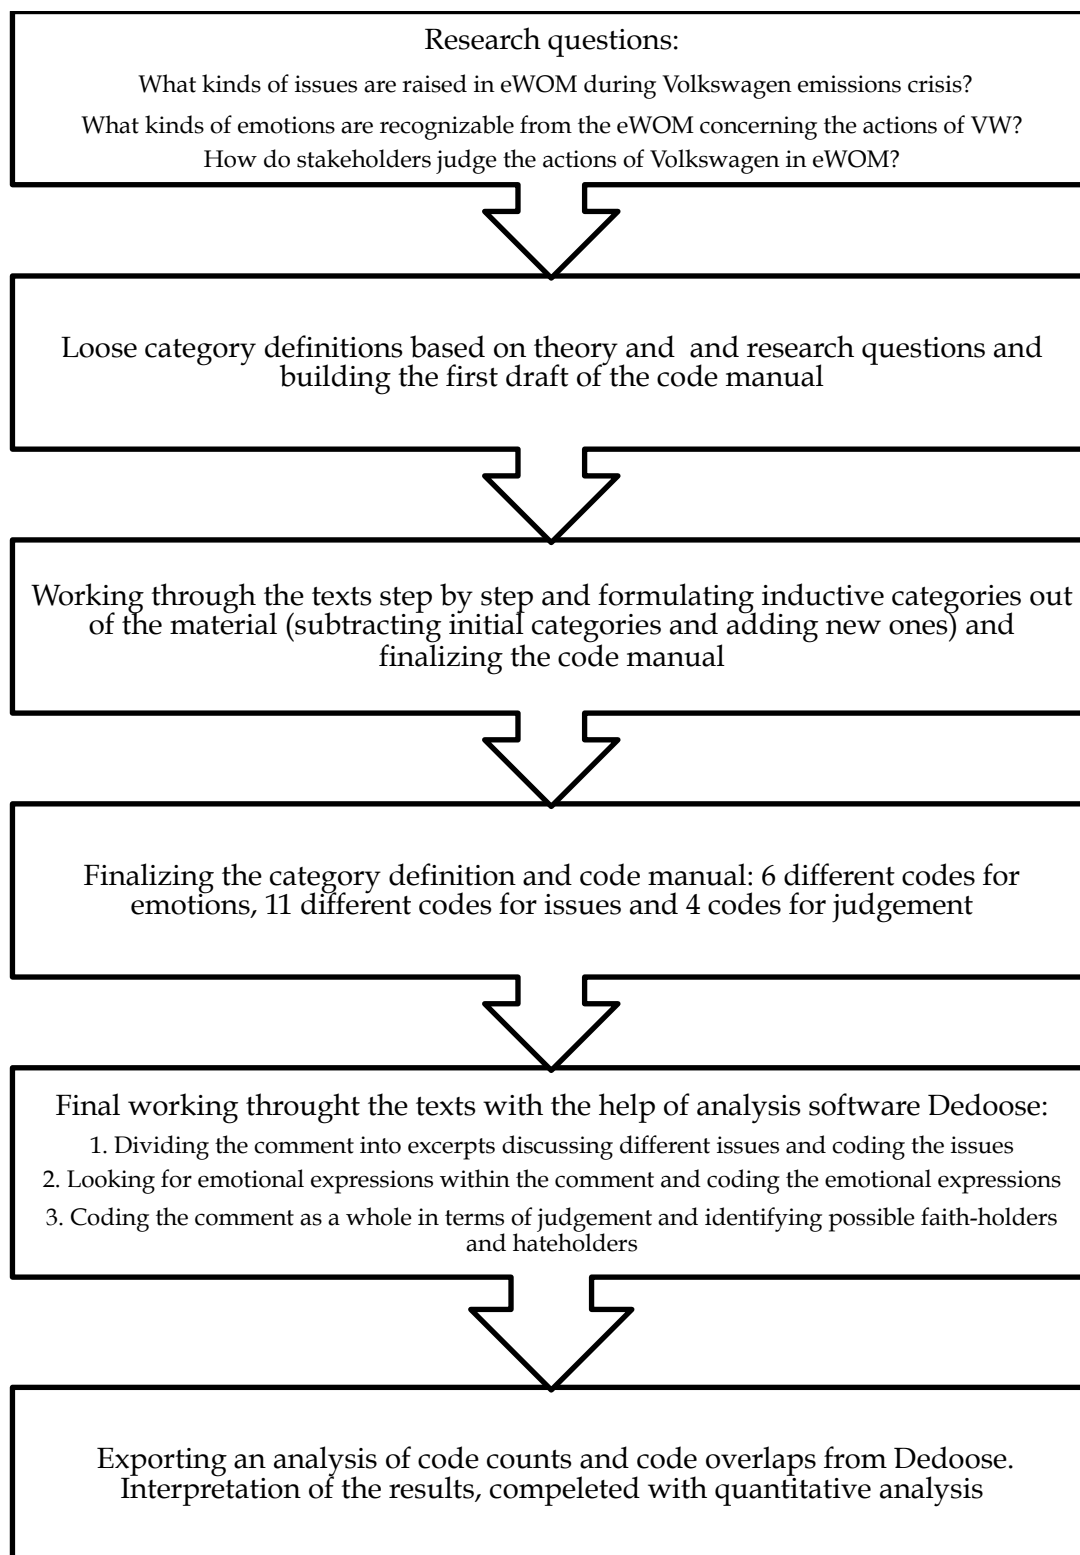 Research questions:
What kinds of issues are raised in eWOM during Volkswagen emissions crisis?
What kinds of emotions are recognizable from the eWOM concerning the actions of VW?
How do stakeholders judge the actions of Volkswagen in eWOM?
Loose category definitions based on theory and and research questions and
building the first draft of the code manual
Working through the texts step by step and formulating inductive categories out
of the material (subtracting initial categories and adding new ones) and
finalizing the code manual
Finalizing the category definition and code manual: 6 different codes for
emotions, 11 different codes for issues and 4 codes for judgement
Final working throught the texts with the help of analysis software Dedoose:
1. Dividing the comment into excerpts discussing different issues and coding the issues
2. Looking for emotional expressions within the comment and coding the emotional expressions
3. Coding the comment as a whole in terms of judgement and identifying possible faith-holders
and hateholders
Exporting an analysis of code counts and code overlaps from Dedoose.
Interpretation of the results, compeleted with quantitative analysis